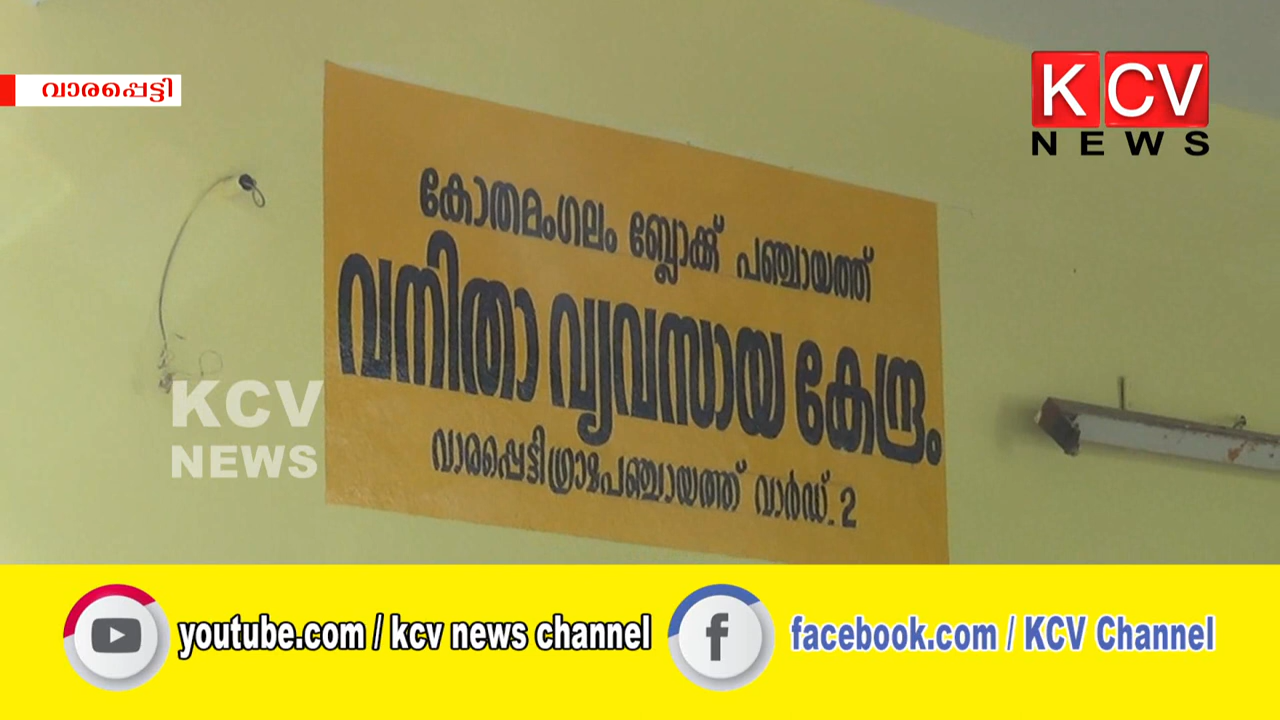 വാരപ്പെട്ടി
KCV
NEWS
കോതമംഗലം ബ്ലോക്ക് പഞ്ചായത്ത്
വനിതാ വ്യവസായ കേന്ദ്രം
വാരപ്പെട്ടി ഗ്രാമപഞ്ചായത്ത് വാർഡ്. 2
KCV
NEWS
youtube.com / kcv news channel
facebook.com / KCV Channel